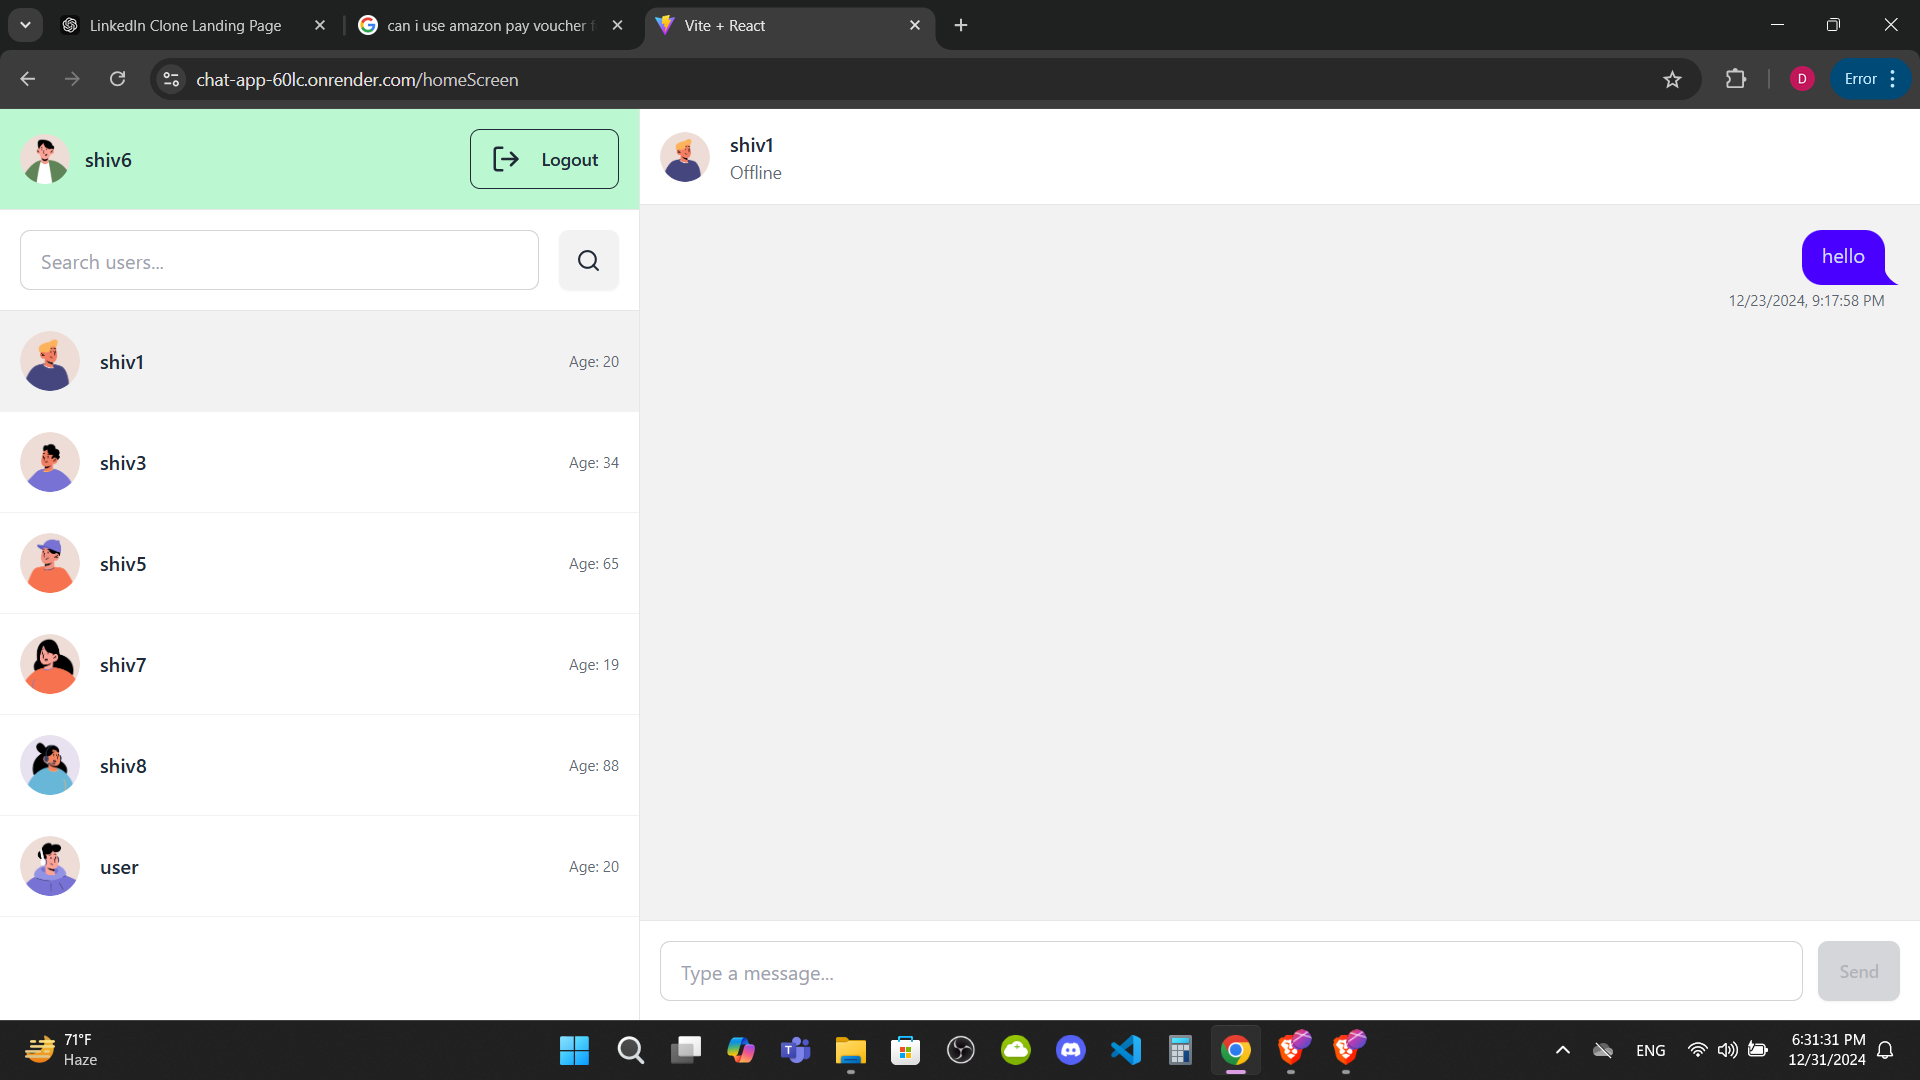 LinkedIn Clone Landing Page
can i use amazon pay voucher f
Vite + React
chat-app-60lc.onrender.com/homeScreen
D
Error
shiv6
Logout
Search users...
shiv1
Age: 20
shiv3
Age: 34
shiv5
Age: 65
shiv7
Age: 19
shiv8
Age: 88
user
Age: 20
shiv1
Offline
hello
12/23/2024, 9:17:58 PM
Type a message...
Send
71°F
Haze
ENG
6:31:31 PM
12/31/2024